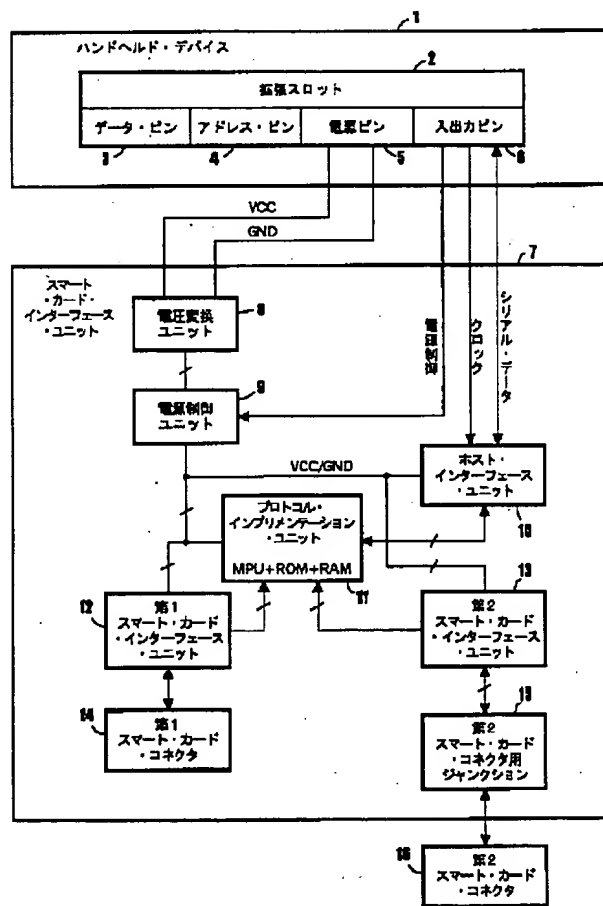 1
ハンドヘルド・デバイス
2
拡張スロット
データ・ピン
アドレス・ピン
電源ピン
入出力ピン
3
4
5
6
VCC
GND
7
スマート
・カード・
インターフェース
・ユニット
電圧変換
ユニット
8
電源制御
クロック
シリアル・データ
電源制御
ユニット
9
VCC/GND
ホスト・
インターフェース
・ユニット
10
プロトコル・
インプリメンテーション
・ユニット
MPU+ROM+RAM
11
12
第1
スマート・カード
・インターフェース
・ユニット
13
第2
スマート・カード
・インターフェース
・ユニット
14
第1
スマート・カード
・コネクタ
15
第2
スマート・カード
・コネクタ用
ジャンクション
16
第2
スマート・カード
・コネクタ